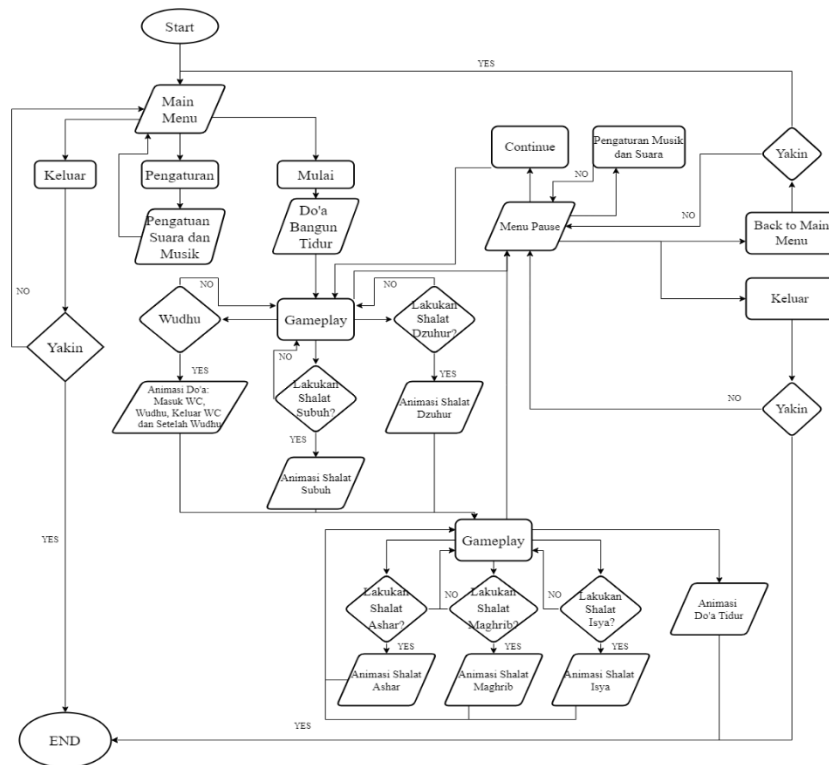 Start
YES
Main
Menu
Continue
Pengaturan Musik
dan Suara
Yakin
Keluar
Pengaturan
Mulai
NO
NO
Pengatuan
Suara dan
Musik
Do'a
Bangun
Tidur
Menu Pause
Back to Main
Menu
NO
NO
NO
Keluar
Wudhu
Gameplay
Lakukan
Shalat
Dzuhur?
Yakin
NO
YES
YES
Lakukan
Shalat
Subuh?
NO
Yakin
Animasi Do'a:
Masuk WC,
Wudhu, Keluar WC
dan Setelah Wudhu
Animasi Shalat
Dzuhur
YES
Animasi Shalat
Subuh
Gameplay
YES
Lakukan
Shalat
Ashar?
NO
Lakukan
Shalat
Maghrib?
NO
Lakukan
Shalat
Isya?
Animasi
Do'a Tidur
YES
YES
YES
Animasi Shalat
Ashar
Animasi Shalat
Maghrib
Animasi Shalat
Isya
END
YES